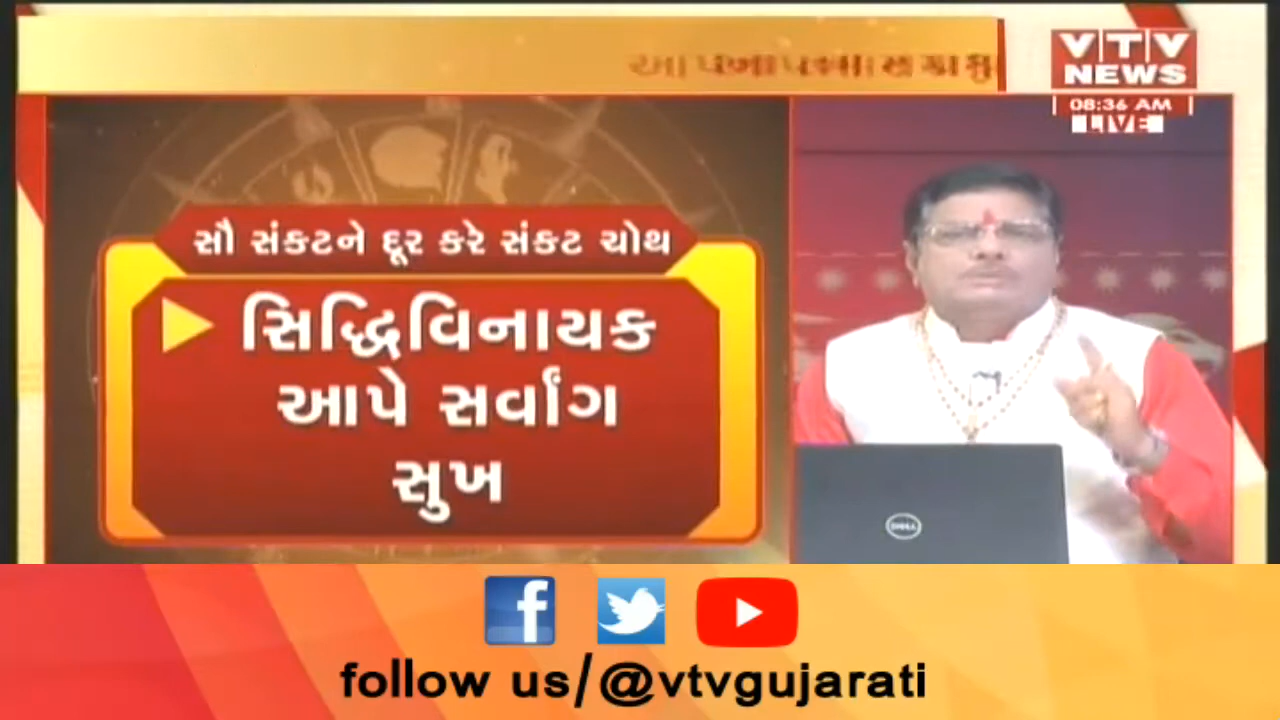 VTV
NEWS
08:36 AM
LIVE
સૌ સંકટને દૂર કરે સંકટ ચોથ
સિદ્ધિવિનાયક
આપે સર્વાંગ
સુખ
DELL
follow us/@vtvgujarati